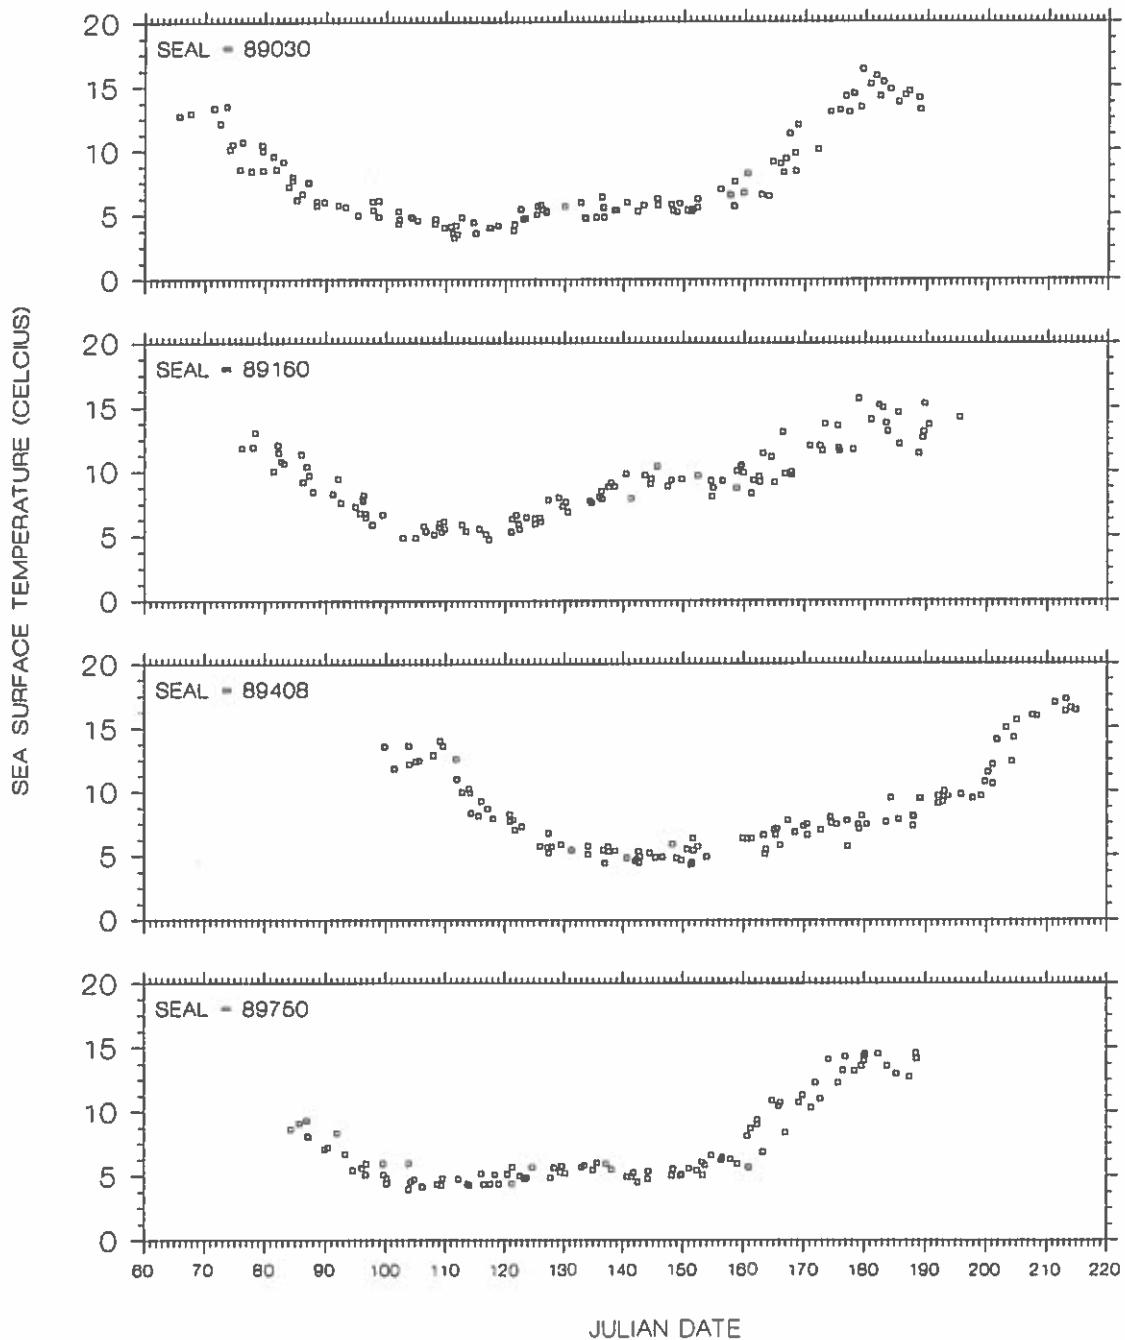 SEA SURFACE TEMPERATURE (CELCIUS)
20
SEAL = 89030
15
10
5
0
20
SEAL = 89160
15
10
5
0
20
SEAL = 89408
15
10
5
0
20
SEAL = 89750
15
10
5
0
60 70 80 90 100 110 120 130 140 150 160 170 180 190 200 210 220
JULIAN DATE